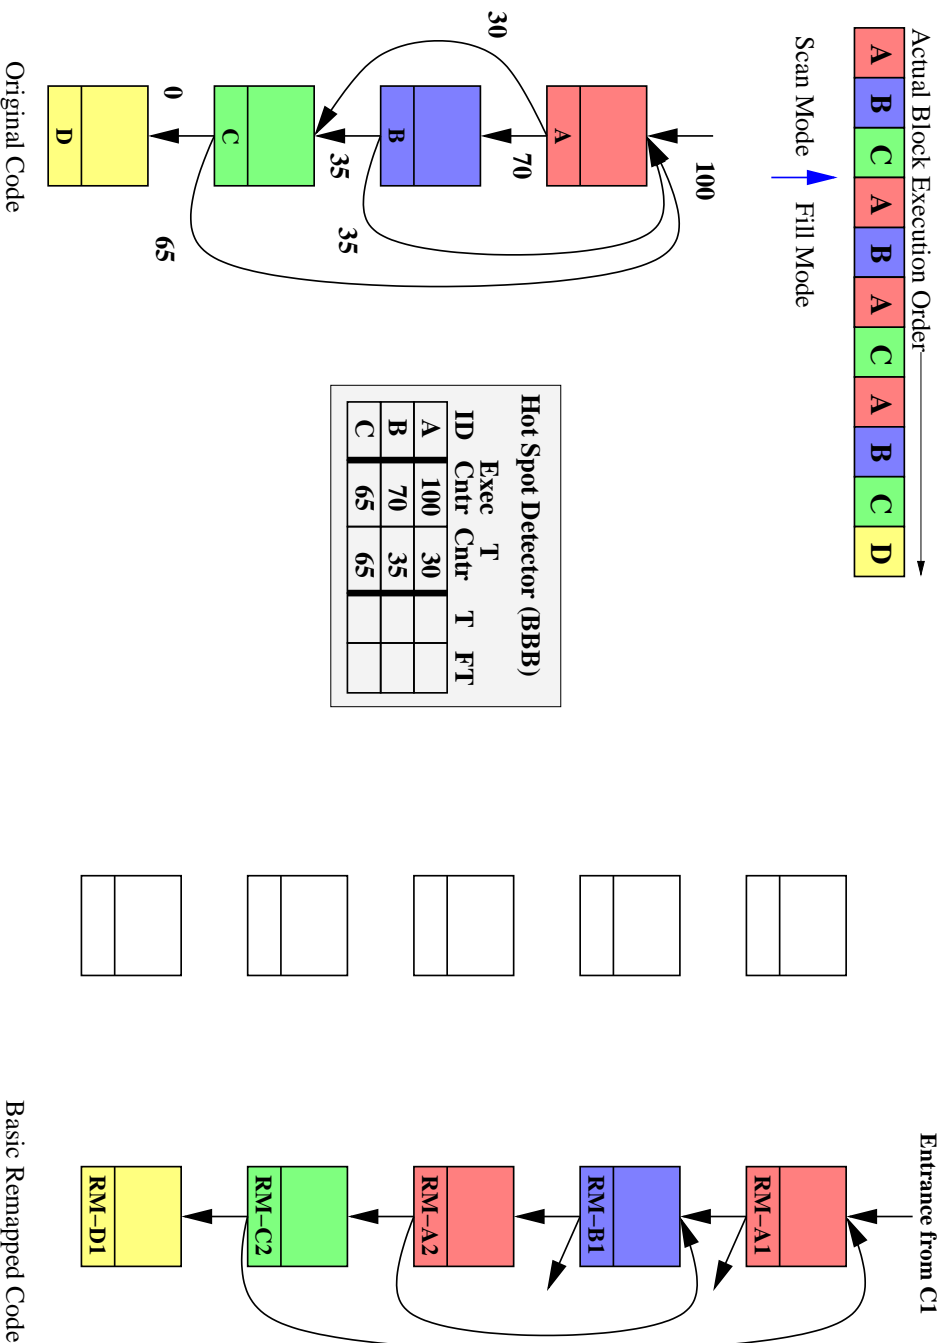 Actual Block Execution Order
A B C A B A C A B C D
Scan Mode Fill Mode
100
A
30
70
B
35
35
C
65
0
D
Original Code
Hot Spot Detector (BBB)
Exec T
ID Cntr Cntr T FT
A 100 30
B 70 35
C 65 65
Entrance from C1
RM-A1
RM-B1
RM-A2
RM-C2
RM-D1
Basic Remapped Code